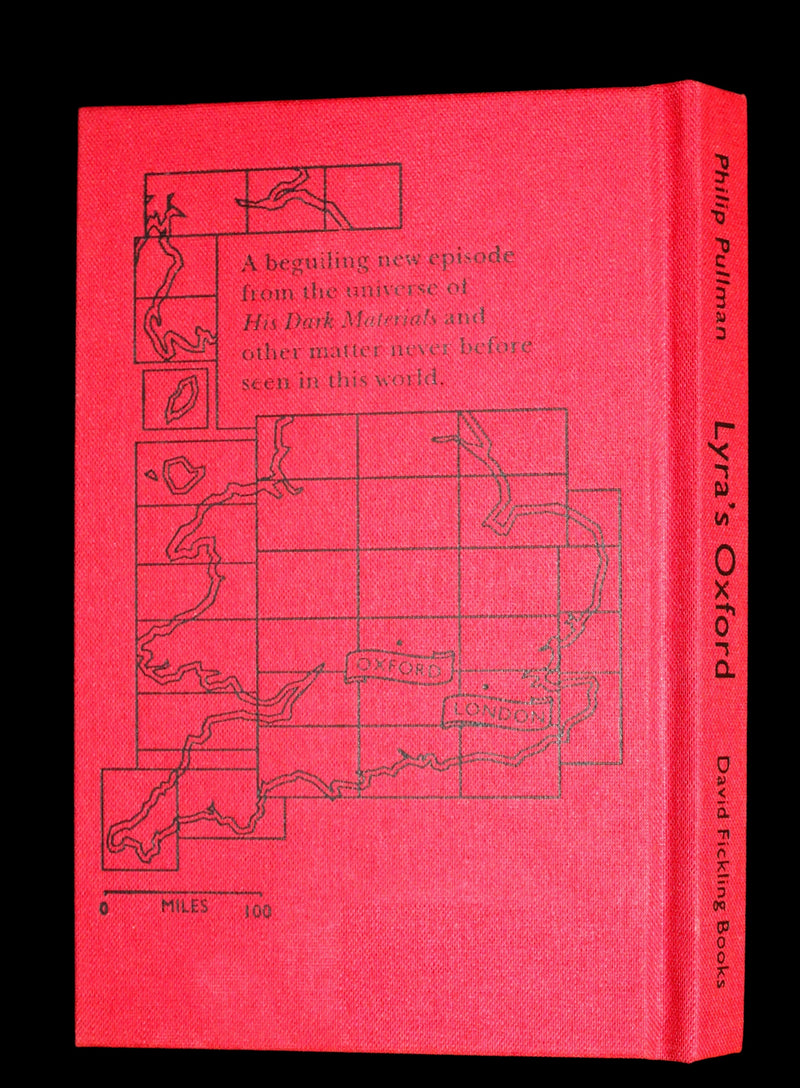 A beguiling new episode
from the universe of
His Dark Materials and
other matter never before
seen in this world.
OXFORD
LONDON
0 MILES 100
Philip Pullman
Lyra's Oxford
David Fickling Books